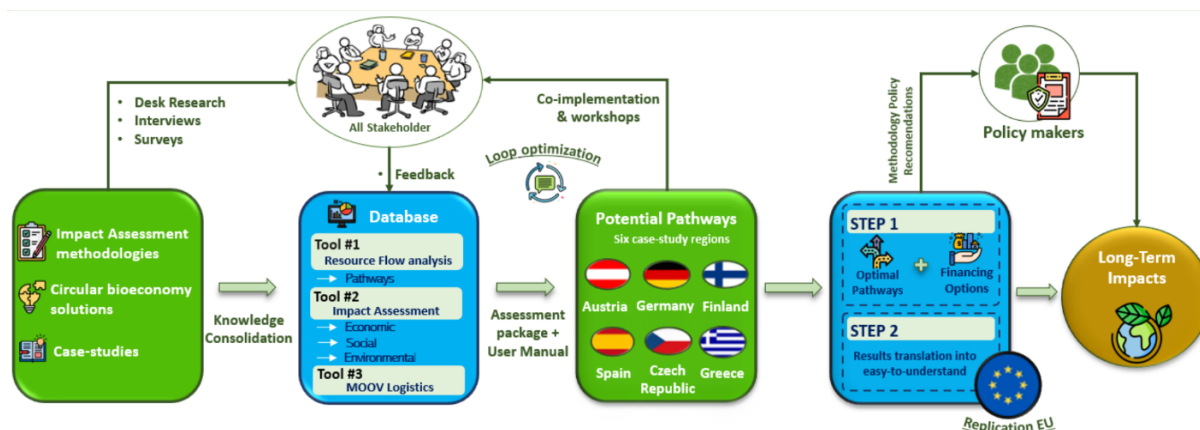 • Desk Research
• Interviews
• Surveys
All Stakeholder
• Feedback
Loop optimization
Co-implementation
& workshops
Methodology Policy
Recomendations
Policy makers
Impact Assessment
methodologies
Circular bioeconomy
solutions
Case-studies
Knowledge
Consolidation
Database
Tool #1
Resource Flow analysis
Pathways
Tool #2
Impact Assessment
Economic
Social
Environmental
Tool #3
MOOV Logistics
Assessment
package +
User Manual
Potential Pathways
Six case-study regions
Austria
Germany
Finland
Spain
Czech
Republic
Greece
STEP 1
Optimal
Pathways
+
Financing
Options
STEP 2
Results translation into
easy-to-understand
Replication EU
Long-Term
Impacts